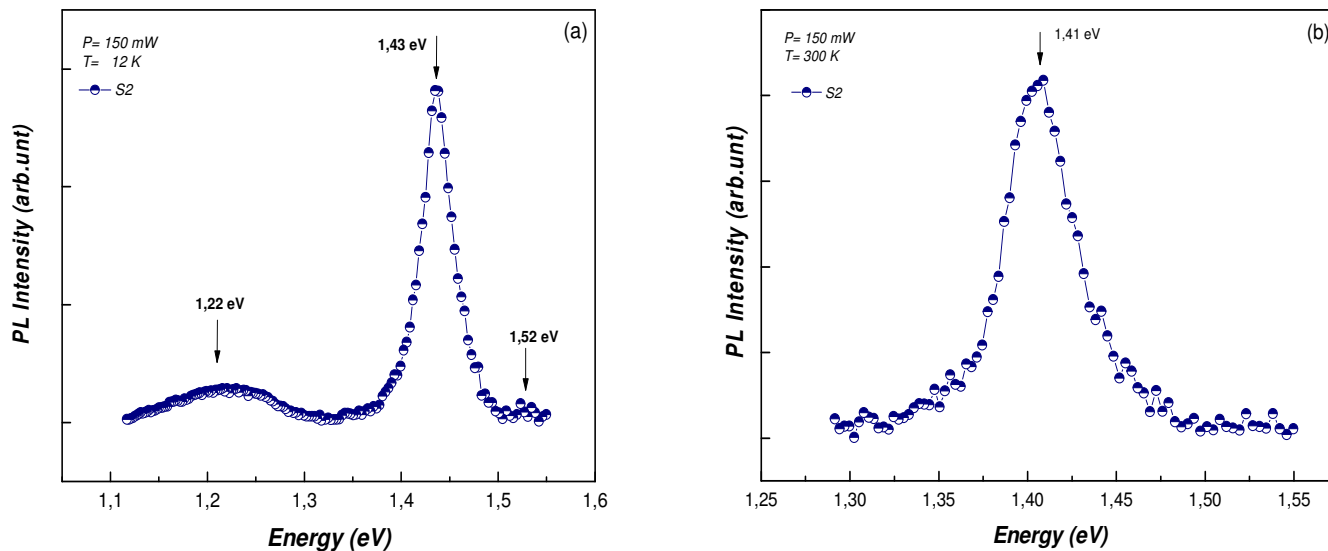 (a)
P= 150 mW
T= 12 K
S2
1,43 eV
1,22 eV
1,52 eV
PL Intensity (arb.unt)
1,1 1,2 1,3 1,4 1,5 1,6
Energy (eV)
(b)
P= 150 mW
T= 300 K
S2
1,41 eV
PL Intensity (arb.unt)
1,25 1,30 1,35 1,40 1,45 1,50 1,55
Energy (eV)